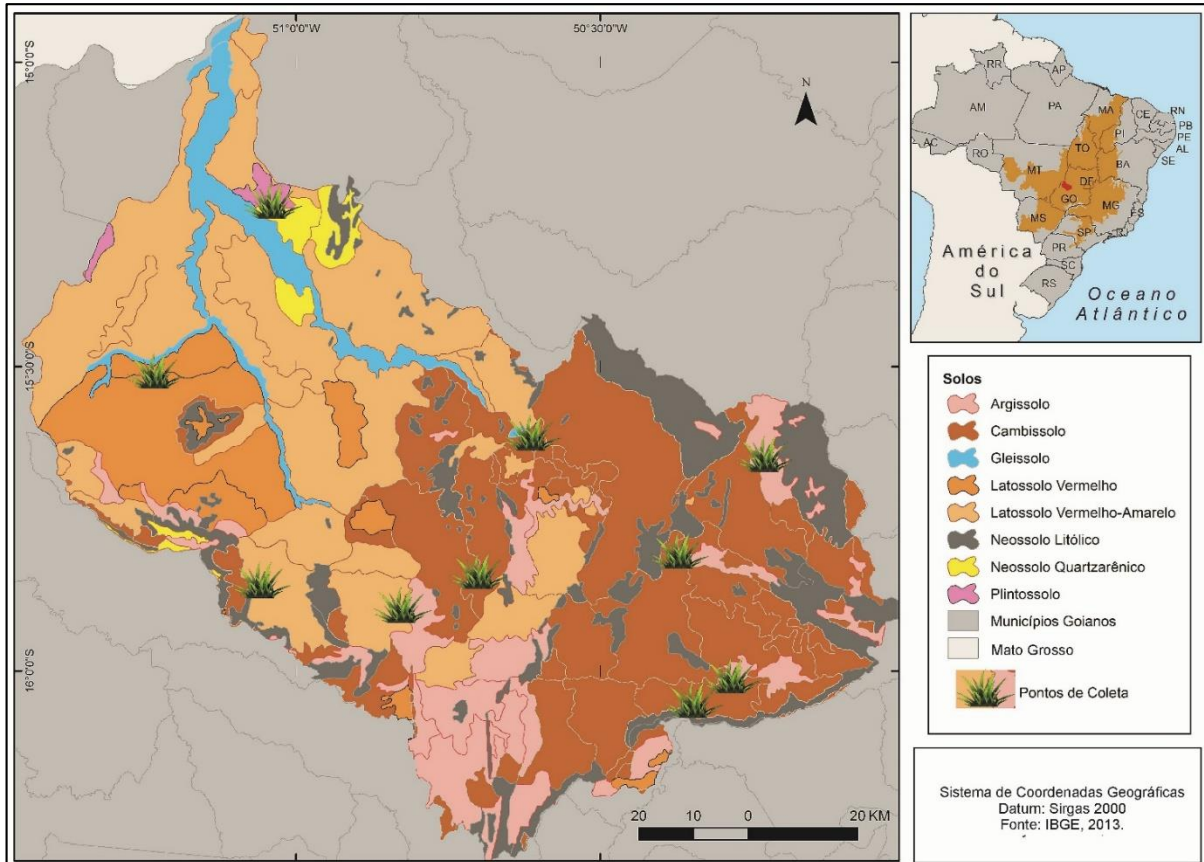 51°0'0"W
50°30'0"W
15°0'0"S
15°30'0"S
16°0'0"S
N
20
10
0
20 KM
RR
AP
AM
PA
MA
CE
RN
PB
PE
AL
SE
PI
AC
RO
TO
BA
MT
DF
GO
MG
ES
MS
SP
RJ
PR
SC
RS
América
do
Sul
Oceano
Atlântico
Solos
Argissolo
Cambissolo
Gleissolo
Latossolo Vermelho
Latossolo Vermelho-Amarelo
Neossolo Litólico
Neossolo Quartzarênico
Plintossolo
Municípios Goianos
Mato Grosso
Pontos de Coleta
Sistema de Coordenadas Geográficas
Datum: Sirgas 2000
Fonte: IBGE, 2013.